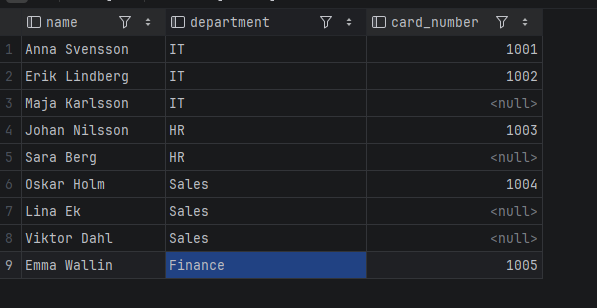 name department card_number
1 Anna Svensson IT 1001
2 Erik Lindberg IT 1002
3 Maja Karlsson IT <null>
4 Johan Nilsson HR 1003
5 Sara Berg HR <null>
6 Oskar Holm Sales 1004
7 Lina Ek Sales <null>
8 Viktor Dahl Sales <null>
9 Emma Wallin Finance 1005